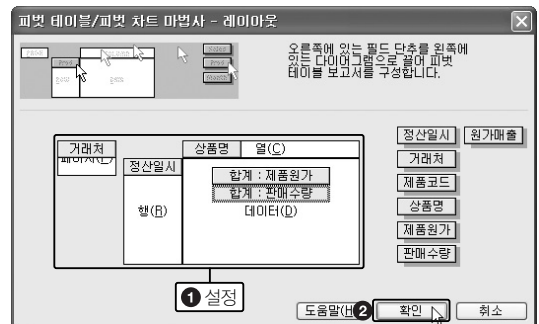 피벗 테이블/피벗 차트 마법사 - 레이아웃
오른쪽에 있는 필드 단추를 왼쪽에
있는 다이어그램으로 끌어 피벗
테이블 보고서를 구성합니다.
거래처
상품명 열(C)
정산일시
합계 : 제품원가
합계 : 판매수량
행(R)
데이터(D)
정산일시 원가매출
거래처
제품코드
상품명
제품원가
판매수량
❶ 설정
도움말(H ❷ 확인 취소